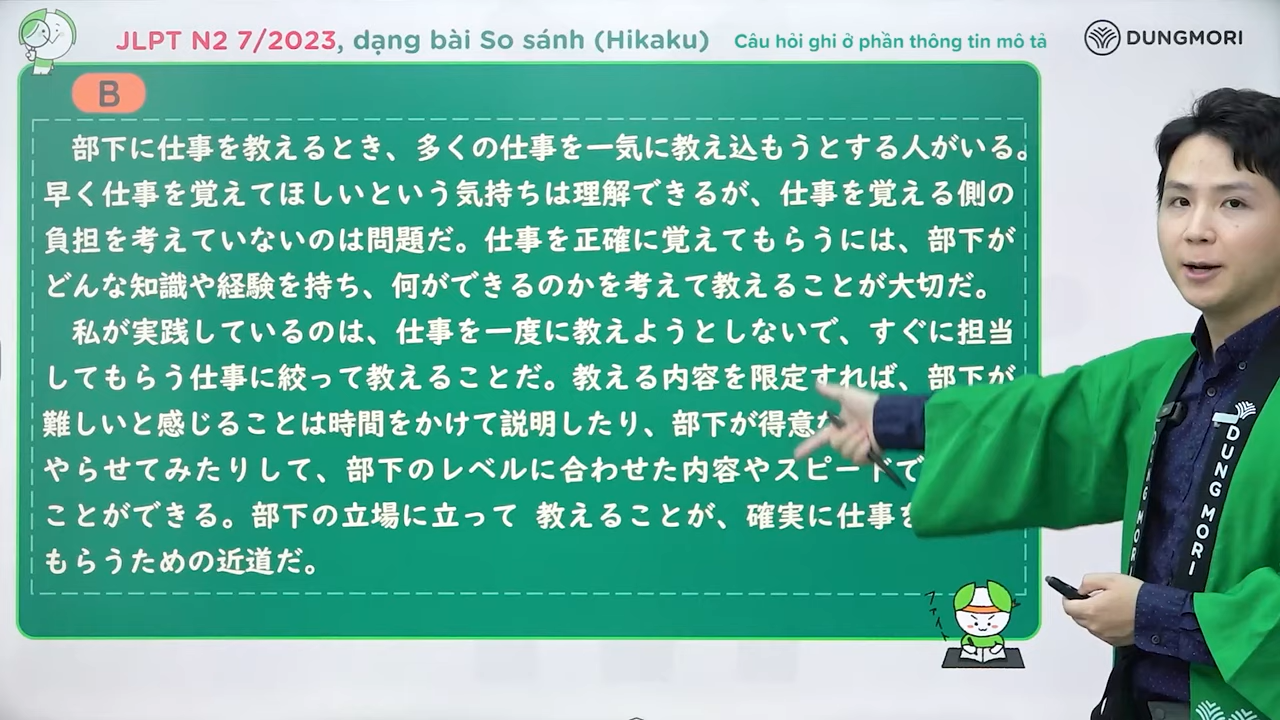 JLPT N2 7/2023, dạng bài So sánh (Hikaku)
Câu hỏi ghi ở phần thông tin mô tả
DUNGMORI
B
部下に仕事を教えるとき、多くの仕事を一気に教え込もうとする人がいる。
早く仕事を覚えてほしいという気持ちは理解できるが、仕事を覚える側の
負担を考えていないのは問題だ。仕事を正確に覚えてもらうには、部下が
どんな知識や経験を持ち、何ができるのかを考えて教えることが大切だ。
私が実践しているのは、仕事を一度に教えようとしないで、すぐに担当
してもらう仕事に絞って教えることだ。教える内容を限定すれば、部下が
難しいと感じることは時間をかけて説明したり、部下が得意な
やらせてみたりして、部下のレベルに合わせた内容やスピードで
ことができる。部下の立場に立って 教えることが、確実に仕事を
もらうための近道だ。
ファイト
DUNGMORI
MORI